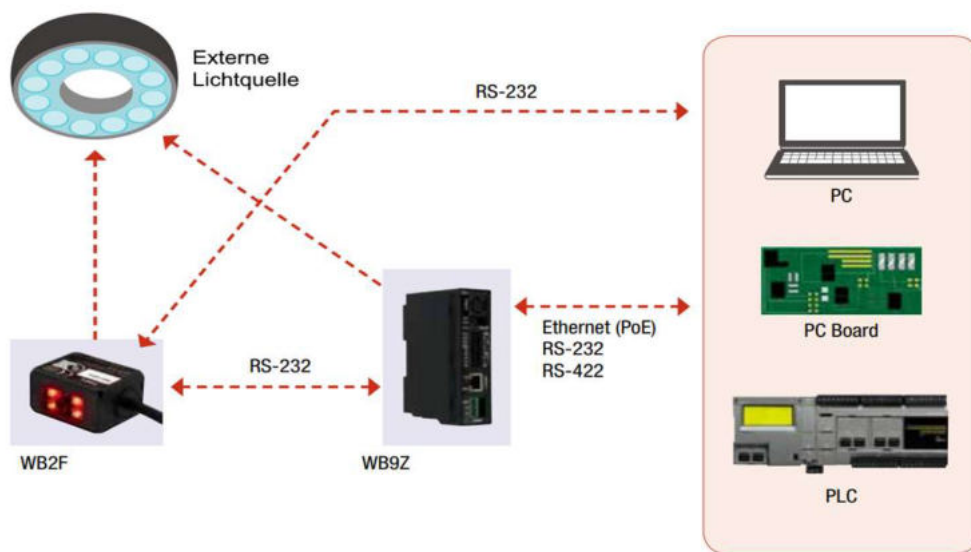 Externe
Lichtquelle
RS-232
PC
PC Board
Ethernet (PoE)
RS-232
RS-422
RS-232
WB2F
WB9Z
PLC